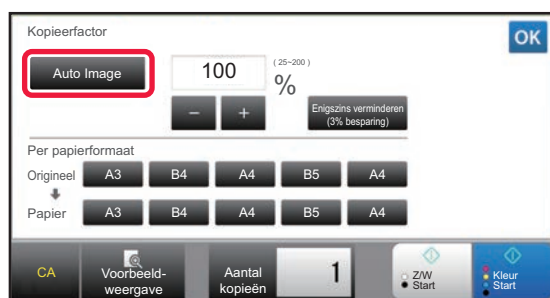 Kopieerfactor
OK
Auto Image
100
(25~200)
%
−
+
Enigszins verminderen
(3% besparing)
Per papierformaat
Origineel A3 B4 A4 B5 A4
Papier A3 B4 A4 B5 A4
CA
Voorbeeld-
weergave
Aantal
kopieën
1
Z/W
Start
Kleur
Start